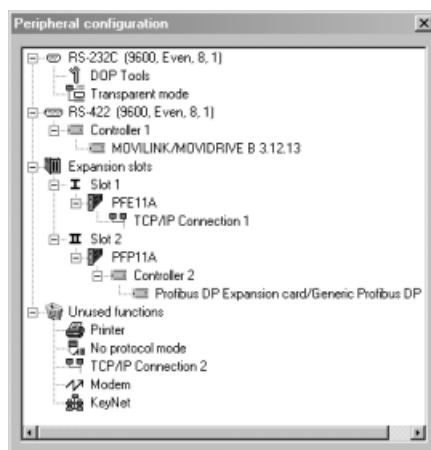 Peripheral configuration
RS-232C (9600, Even, 8, 1)
DOP Tools
Transparent mode
RS-422 (9600, Even, 8, 1)
Controller 1
MOVILINK/MOVIDRIVE B 3.12.13
Expansion slots
I Slot 1
PFE11A
TCP/IP Connection 1
II Slot 2
PFP11A
Controller 2
Profibus DP Expansion card/Generic Profibus DP
Unused functions
Printer
No protocol mode
TCP/IP Connection 2
Modem
KeyNet